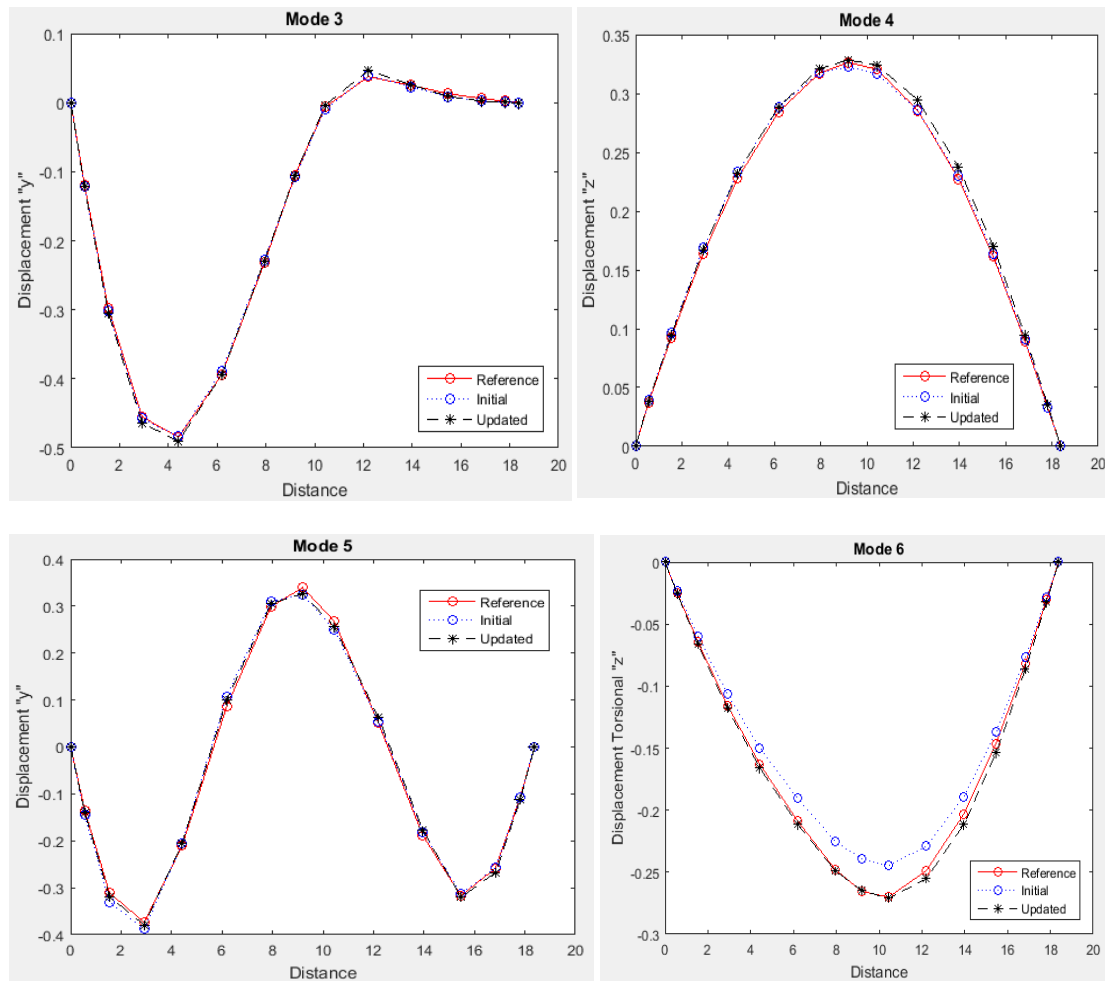 Mode 3
0.1
0
-0.1
-0.2
-0.3
-0.4
-0.5
Displacement "y"
0 2 4 6 8 10 12 14 16 18 20
Distance
Reference
Initial
Updated
Mode 4
0.35
0.3
0.25
0.2
0.15
0.1
0.05
0
Displacement "z"
0 2 4 6 8 10 12 14 16 18 20
Distance
Reference
Initial
Updated
Mode 5
0.4
0.3
0.2
0.1
0
-0.1
-0.2
-0.3
-0.4
Displacement "y"
0 2 4 6 8 10 12 14 16 18 20
Distance
Reference
Initial
Updated
Mode 6
0
-0.05
-0.1
-0.15
-0.2
-0.25
-0.3
Displacement Torsional "z"
0 2 4 6 8 10 12 14 16 18 20
Distance
Reference
Initial
Updated